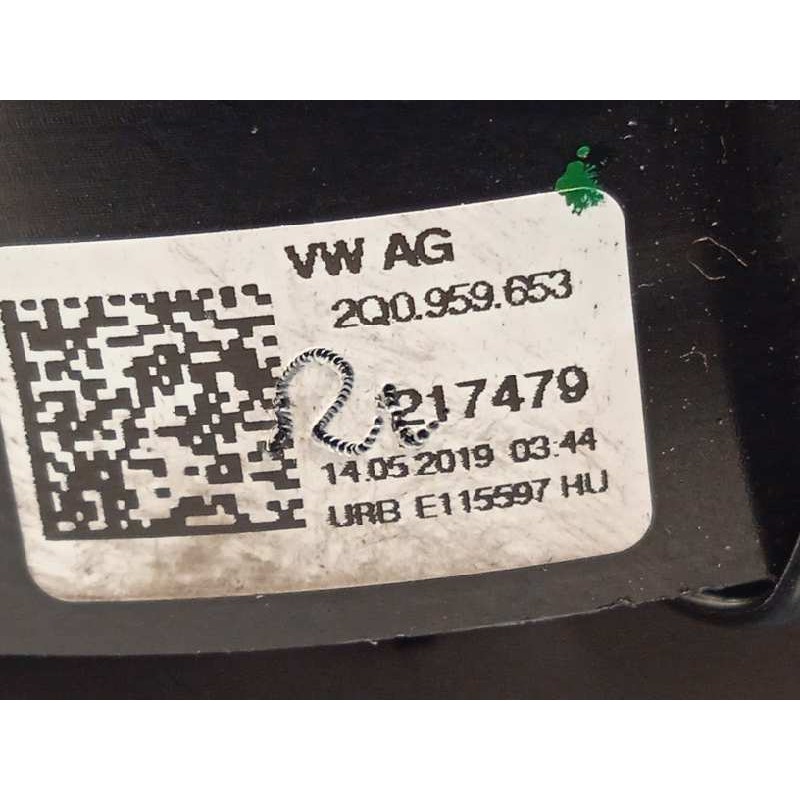 VW AG
2Q0.959.653
217479
14.05.2019 03:44
URB E115597 HU